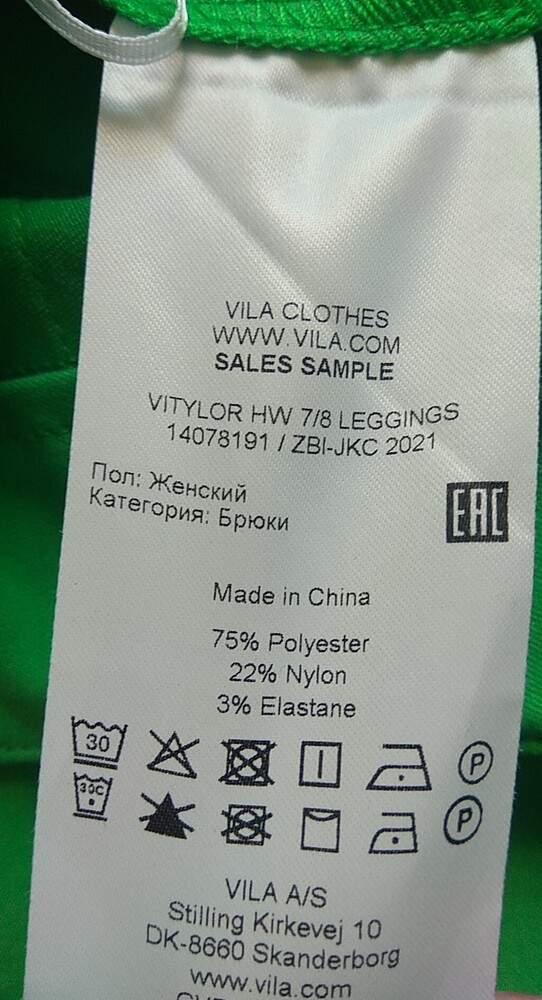 VILA CLOTHES
WWW.VILA.COM
SALES SAMPLE
VITYLOR HW 7/8 LEGGINGS
14078191 / ZBI-JKC 2021
Пол: Женский
Категория: Брюки
EAC
Made in China
75% Polyester
22% Nylon
3% Elastane
30 P
30C P
VILA A/S
Stilling Kirkevej 10
DK-8660 Skanderborg
www.vila.com